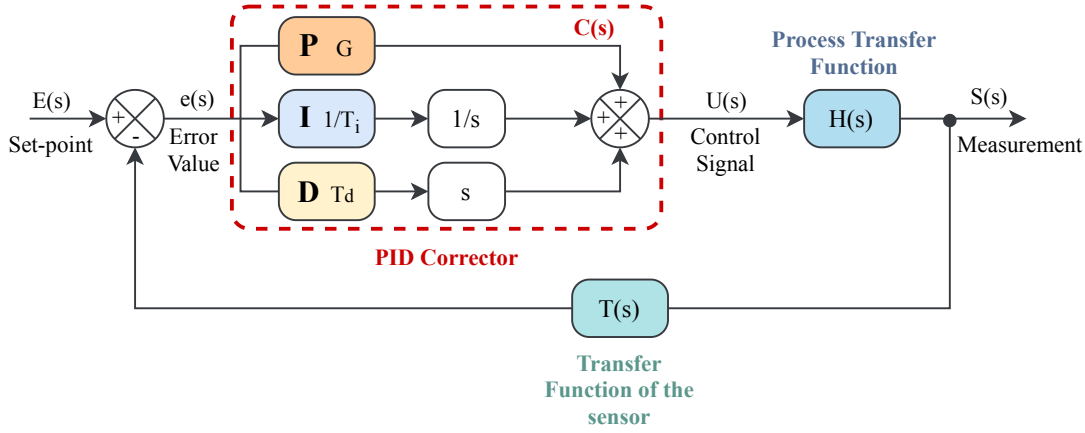 C(s)
P G
Process Transfer
Function
E(s)
Set-point
+
-
e(s)
Error
Value
I 1/Ti
1/s
+
+
+
U(s)
Control
Signal
H(s)
S(s)
Measurement
D Td
s
PID Corrector
T(s)
Transfer
Function of the
sensor